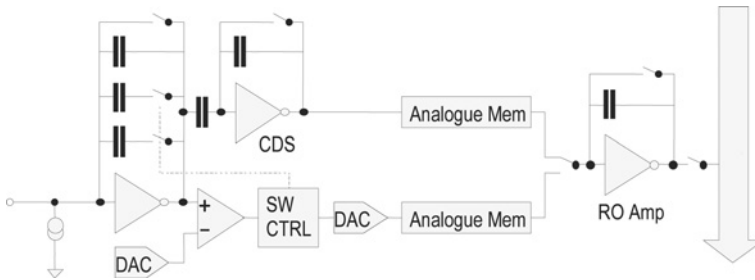 Analogue Mem
CDS
+
−
SW
CTRL
DAC
Analogue Mem
RO Amp
DAC